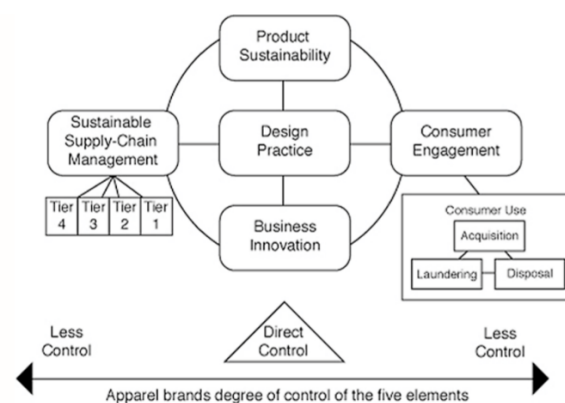 Product
Sustainability
Sustainable
Supply-Chain
Management
Design
Practice
Consumer
Engagement
Tier
4
Tier
3
Tier
2
Tier
1
Business
Innovation
Consumer Use
Acquisition
Laundering
Disposal
Less
Control
Direct
Control
Less
Control
Apparel brands degree of control of the five elements